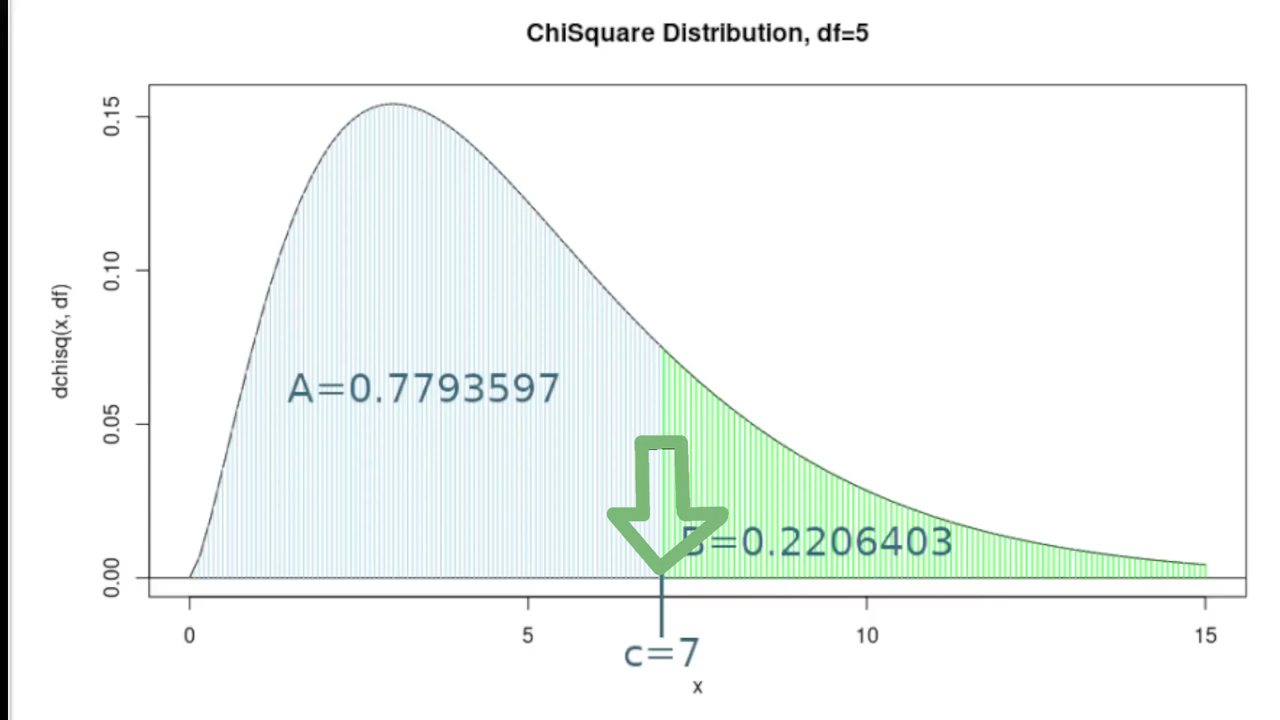 ChiSquare Distribution, df=5
dchisq(x, df)
0.15
0.10
0.05
0.00
A=0.7793597
B=0.2206403
0 5 10 15
c=7
x